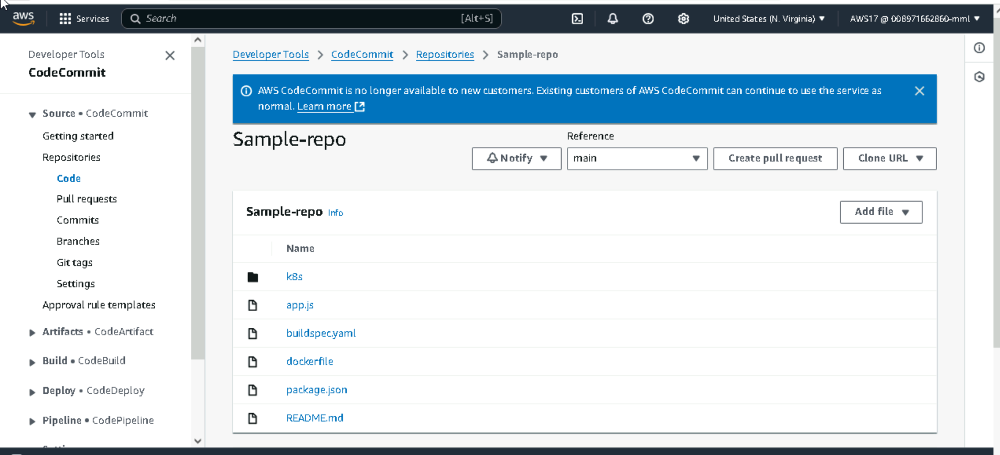 aws
Services
Search
[Alt+S]
United States (N. Virginia)
AWS17 @ 008971662860-mml
Developer Tools
CodeCommit
Source • CodeCommit
Getting started
Repositories
Code
Pull requests
Commits
Branches
Git tags
Settings
Approval rule templates
Artifacts • CodeArtifact
Build • CodeBuild
Deploy • CodeDeploy
Pipeline • CodePipeline
Developer Tools > CodeCommit > Repositories > Sample-repo
AWS CodeCommit is no longer available to new customers. Existing customers of AWS CodeCommit can continue to use the service as
normal. Learn more
Sample-repo
Notify
Reference
main
Create pull request
Clone URL
Sample-repo Info
Add file
Name
k8s
app.js
buildspec.yaml
dockerfile
package.json
README.md